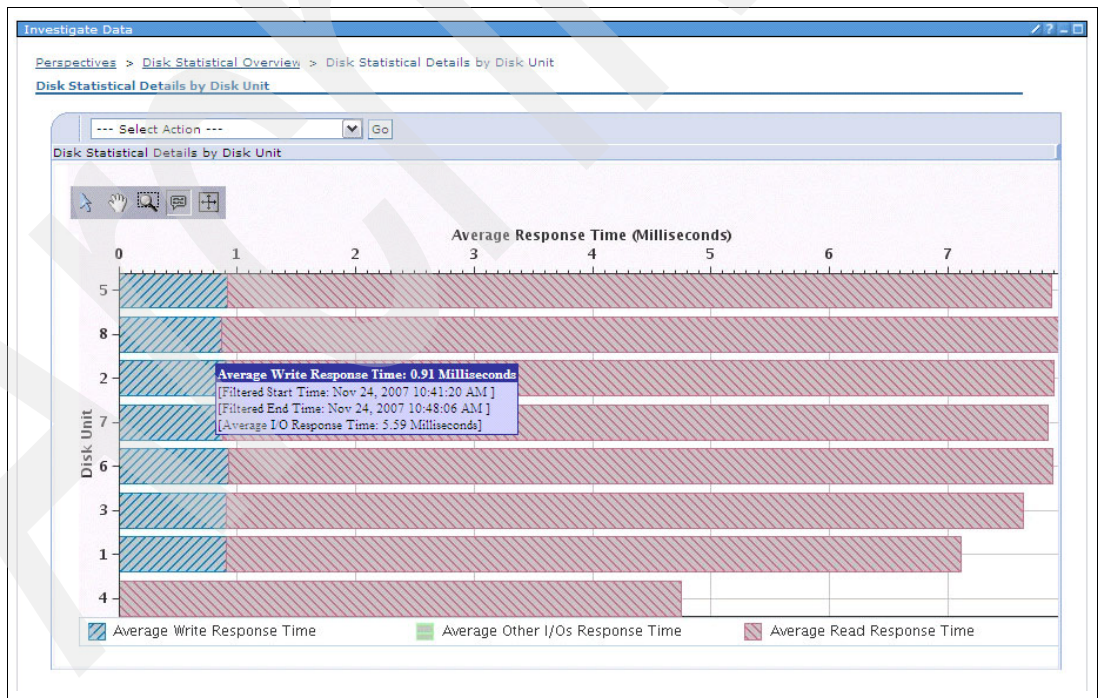 Investigate Data
Perspectives > Disk Statistical Overview > Disk Statistical Details by Disk Unit
Disk Statistical Details by Disk Unit
--- Select Action --- Go
Disk Statistical Details by Disk Unit
Average Response Time (Milliseconds)
0 1 2 3 4 5 6 7
Disk Unit
5
8
2
7
6
3
1
4
Average Write Response Time: 0.91 Milliseconds
[Filtered Start Time: Nov 24, 2007 10:41:20 AM ]
[Filtered End Time: Nov 24, 2007 10:48:06 AM ]
[Average I/O Response Time: 5.59 Milliseconds]
Average Write Response Time Average Other I/Os Response Time Average Read Response Time